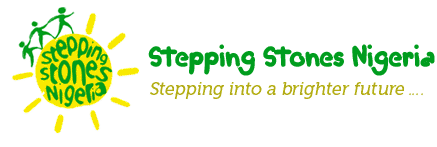 Stepping
Stones
Nigeria
Stepping Stones Nigeria
Stepping into a brighter future ....